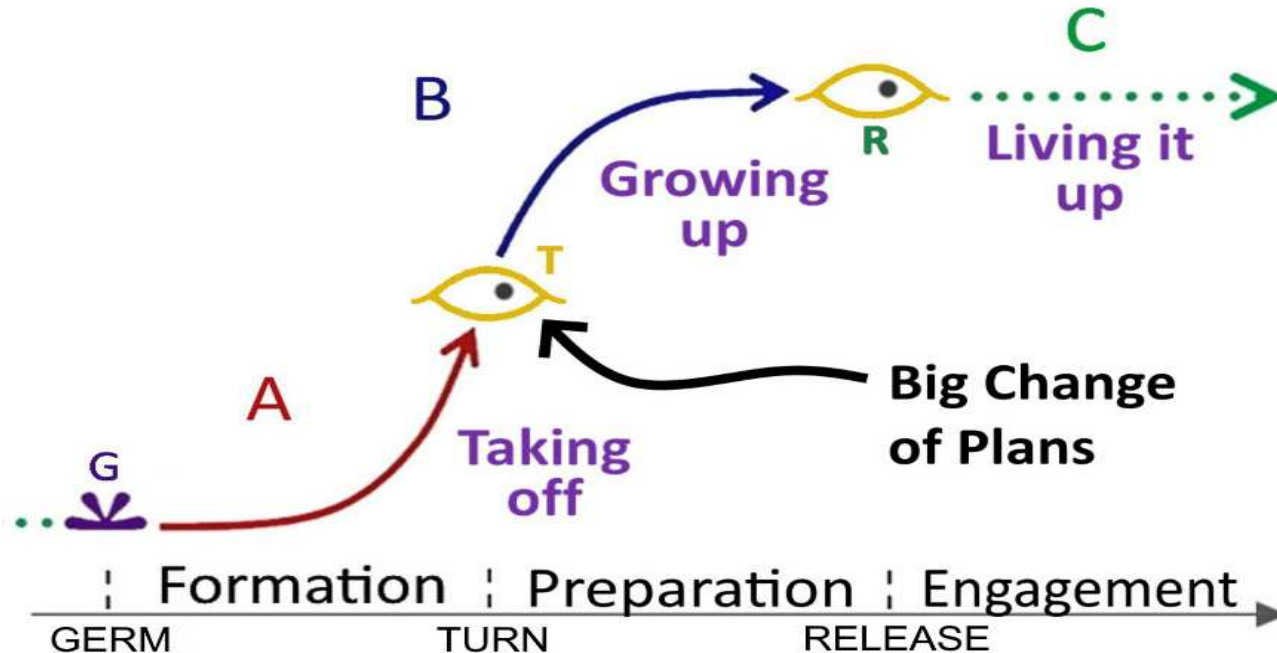 C
B
R
Living it
up
Growing
up
T
A
Big Change
of Plans
G
Taking
off
Formation
Preparation
Engagement
GERM
TURN
RELEASE